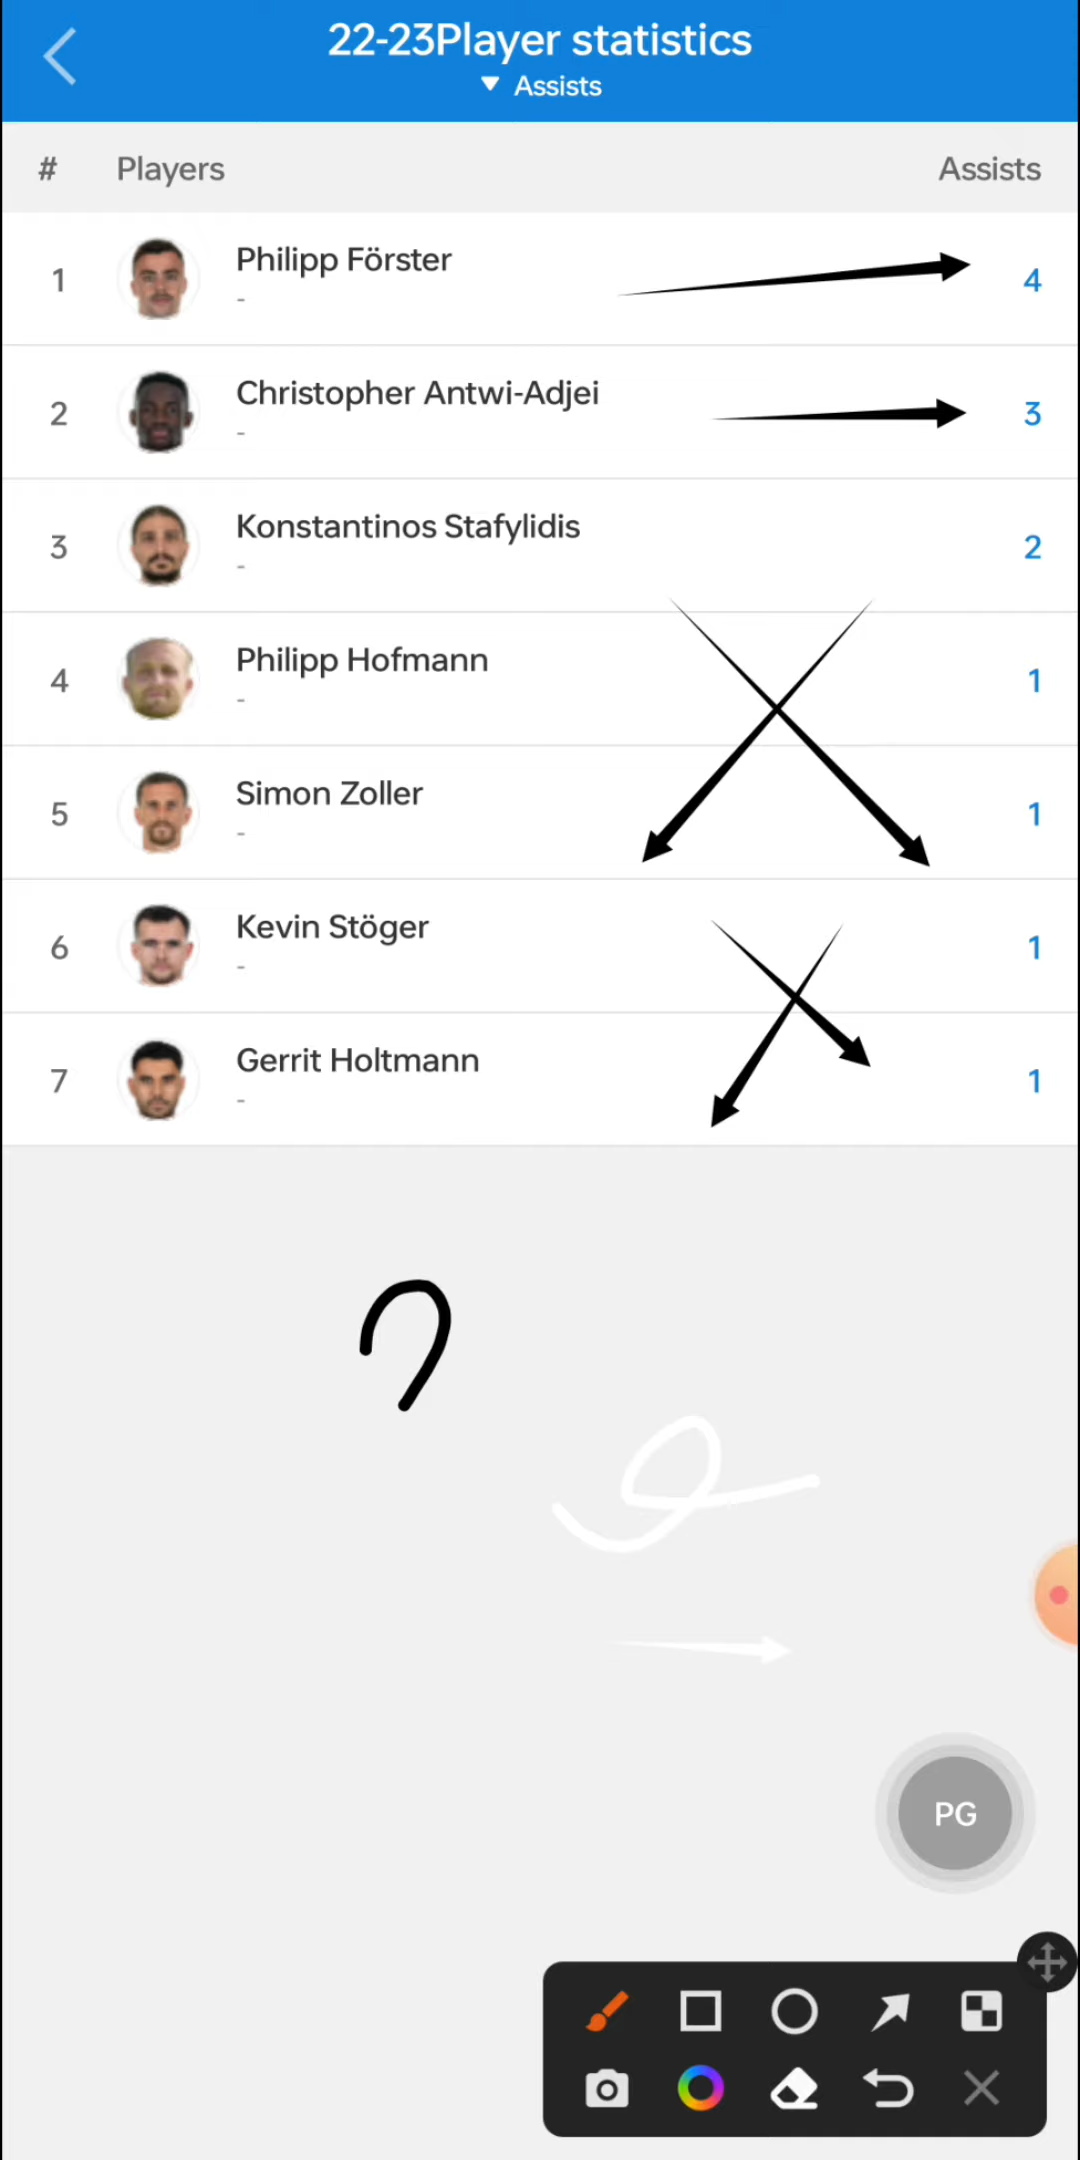 22-23Player statistics
Assists
# Players Assists
1 Philipp Förster 4
-
2 Christopher Antwi-Adjei 3
-
3 Konstantinos Stafylidis 2
-
4 Philipp Hofmann 1
-
5 Simon Zoller 1
-
6 Kevin Stöger 1
-
7 Gerrit Holtmann 1
-
PG